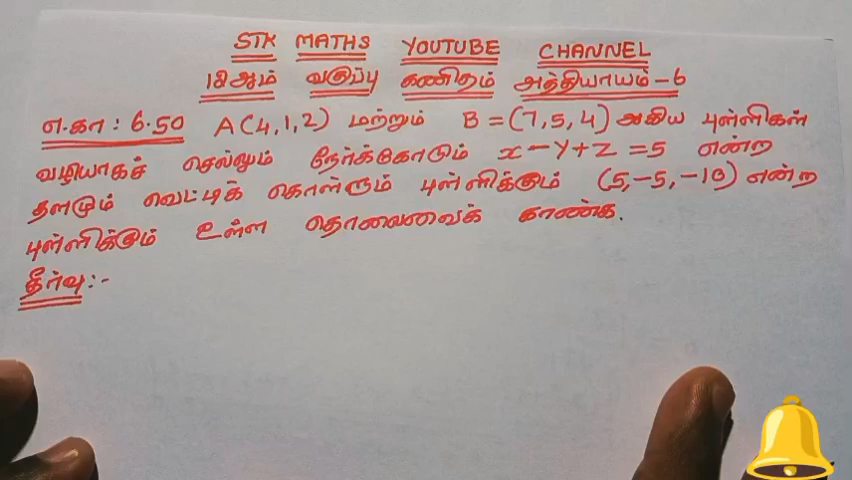 STK MATHS YOUTUBE CHANNEL
12ஆம் வகுப்பு கணிதம் அத்தியாயம் - 6
எ.கா : 6.50 A(4,1,2) மற்றும் B = (7,5,4) அகிய புள்ளிகள்
வழியாகச் செல்லும் நேர்க்கோடும் x - y + z = 5 என்ற
தளமும் வெட்டிக் கொள்ளும் புள்ளிக்கும் (5,-5,-10) என்ற
புள்ளிக்கும் உள்ள தொலைவைக் காண்க.
தீர்வு :-